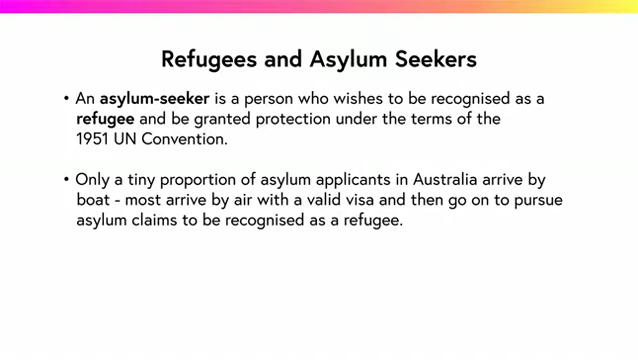 Refugees and Asylum Seekers
• An asylum-seeker is a person who wishes to be recognised as a
refugee and be granted protection under the terms of the
1951 UN Convention.
• Only a tiny proportion of asylum applicants in Australia arrive by
boat - most arrive by air with a valid visa and then go on to pursue
asylum claims to be recognised as a refugee.